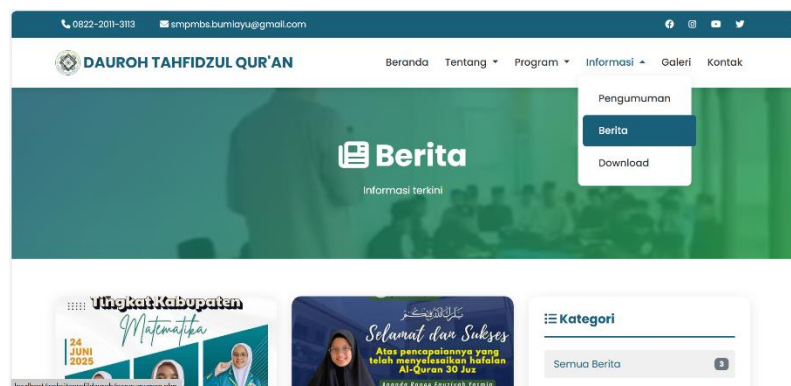 0822-2011-3113 smpmbs.bumiayu@gmail.com
DAUROH TAHFIDZUL QUR'AN Beranda Tentang Program Informasi Galeri Kontak
Pengumuman
Berita
Download
Berita
Informasi terkini
Tingkat Kabupaten
Matematika
24
JUNI
2025
Selamat dan Sukses
Atas pencapaiannya yang
telah menyelesaikan hafalan
Al-Quran 30 Juz
Kategori
Semua Berita 3